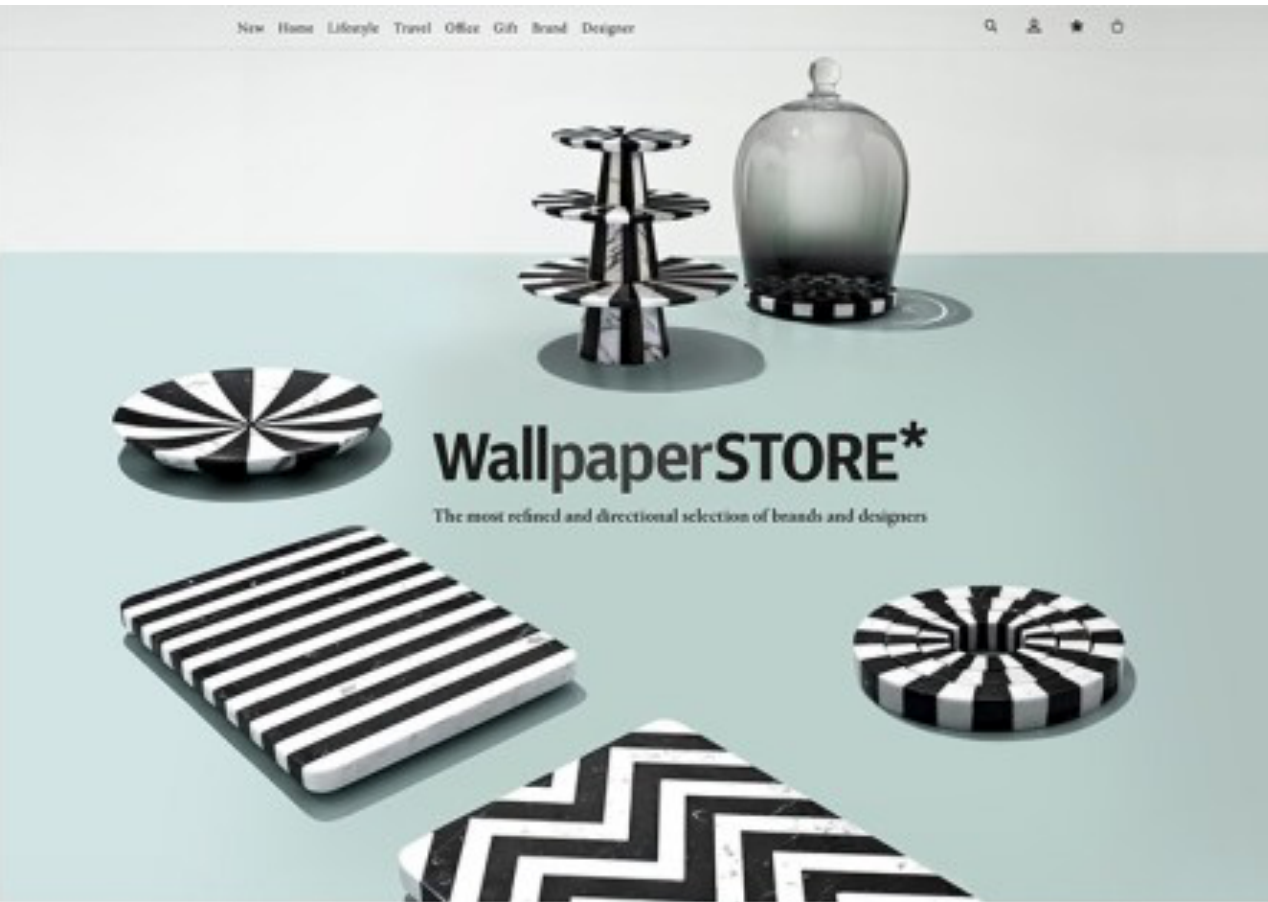 New Home Lifestyle Travel Office Gift Brand Designer
WallpaperSTORE*
The most refined and directional selection of brands and designers